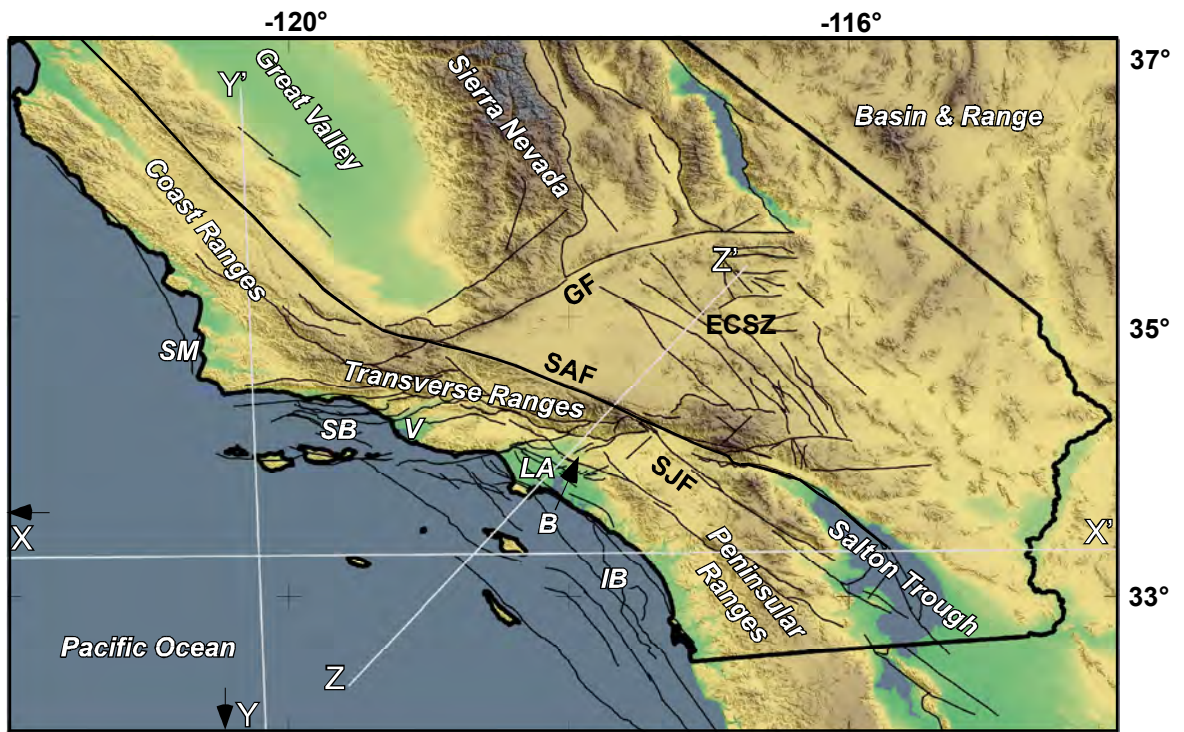 -120°
-116°
37°
Y'
Great Valley
Sierra Nevada
Basin & Range
Coast Ranges
Z'
GF
ECSZ
35°
SM
SAF
Transverse Ranges
SB
V
LA
SJF
B
X
X'
Salton Trough
Peninsular
Ranges
IB
33°
Pacific Ocean
Z
Y